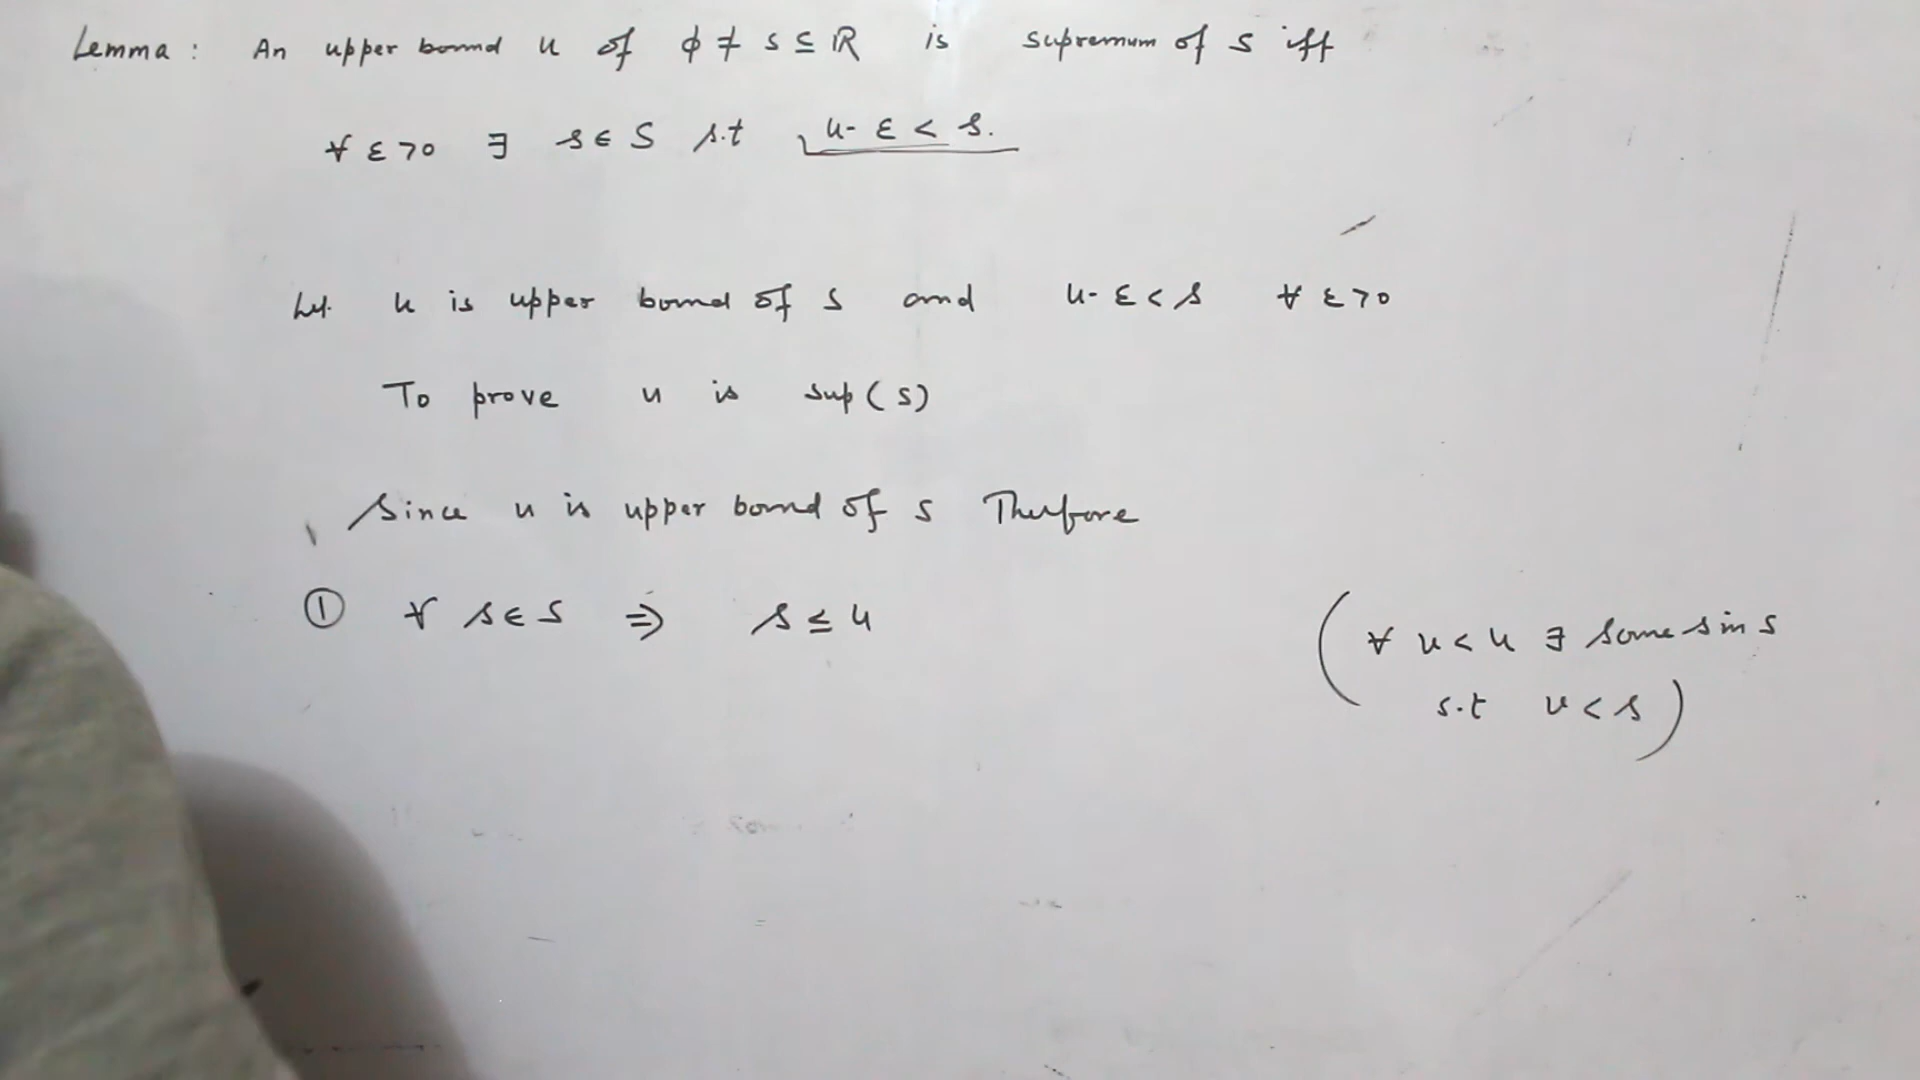 Lemma : An upper bound u of ϕ ≠ S ⊆ ℝ is supremum of S iff
∀ ε > 0 ∃ s ∈ S s.t u - ε < s.
Let u is upper bound of S and u - ε < s ∀ ε > 0
To prove u is sup (S)
Since u is upper bound of S Therefore
① ∀ s ∈ S ⇒ s ≤ u
( ∀ v < u ∃ some s in S
s.t v < s )